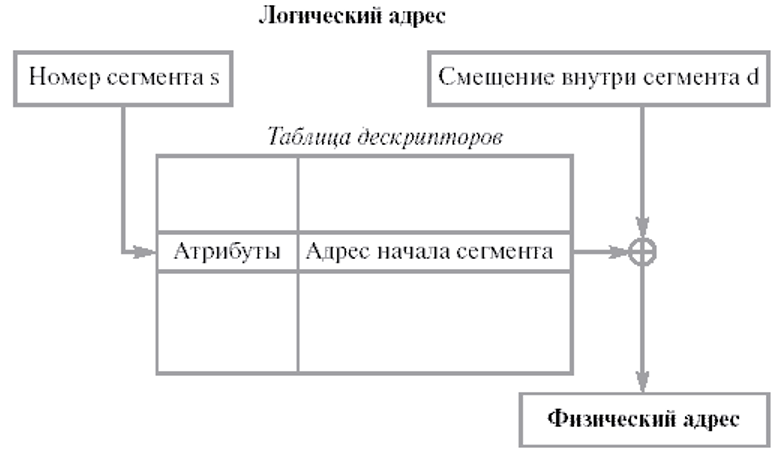 Логический адрес
Номер сегмента s
Смещение внутри сегмента d
Таблица дескрипторов
Атрибуты
Адрес начала сегмента
Физический адрес